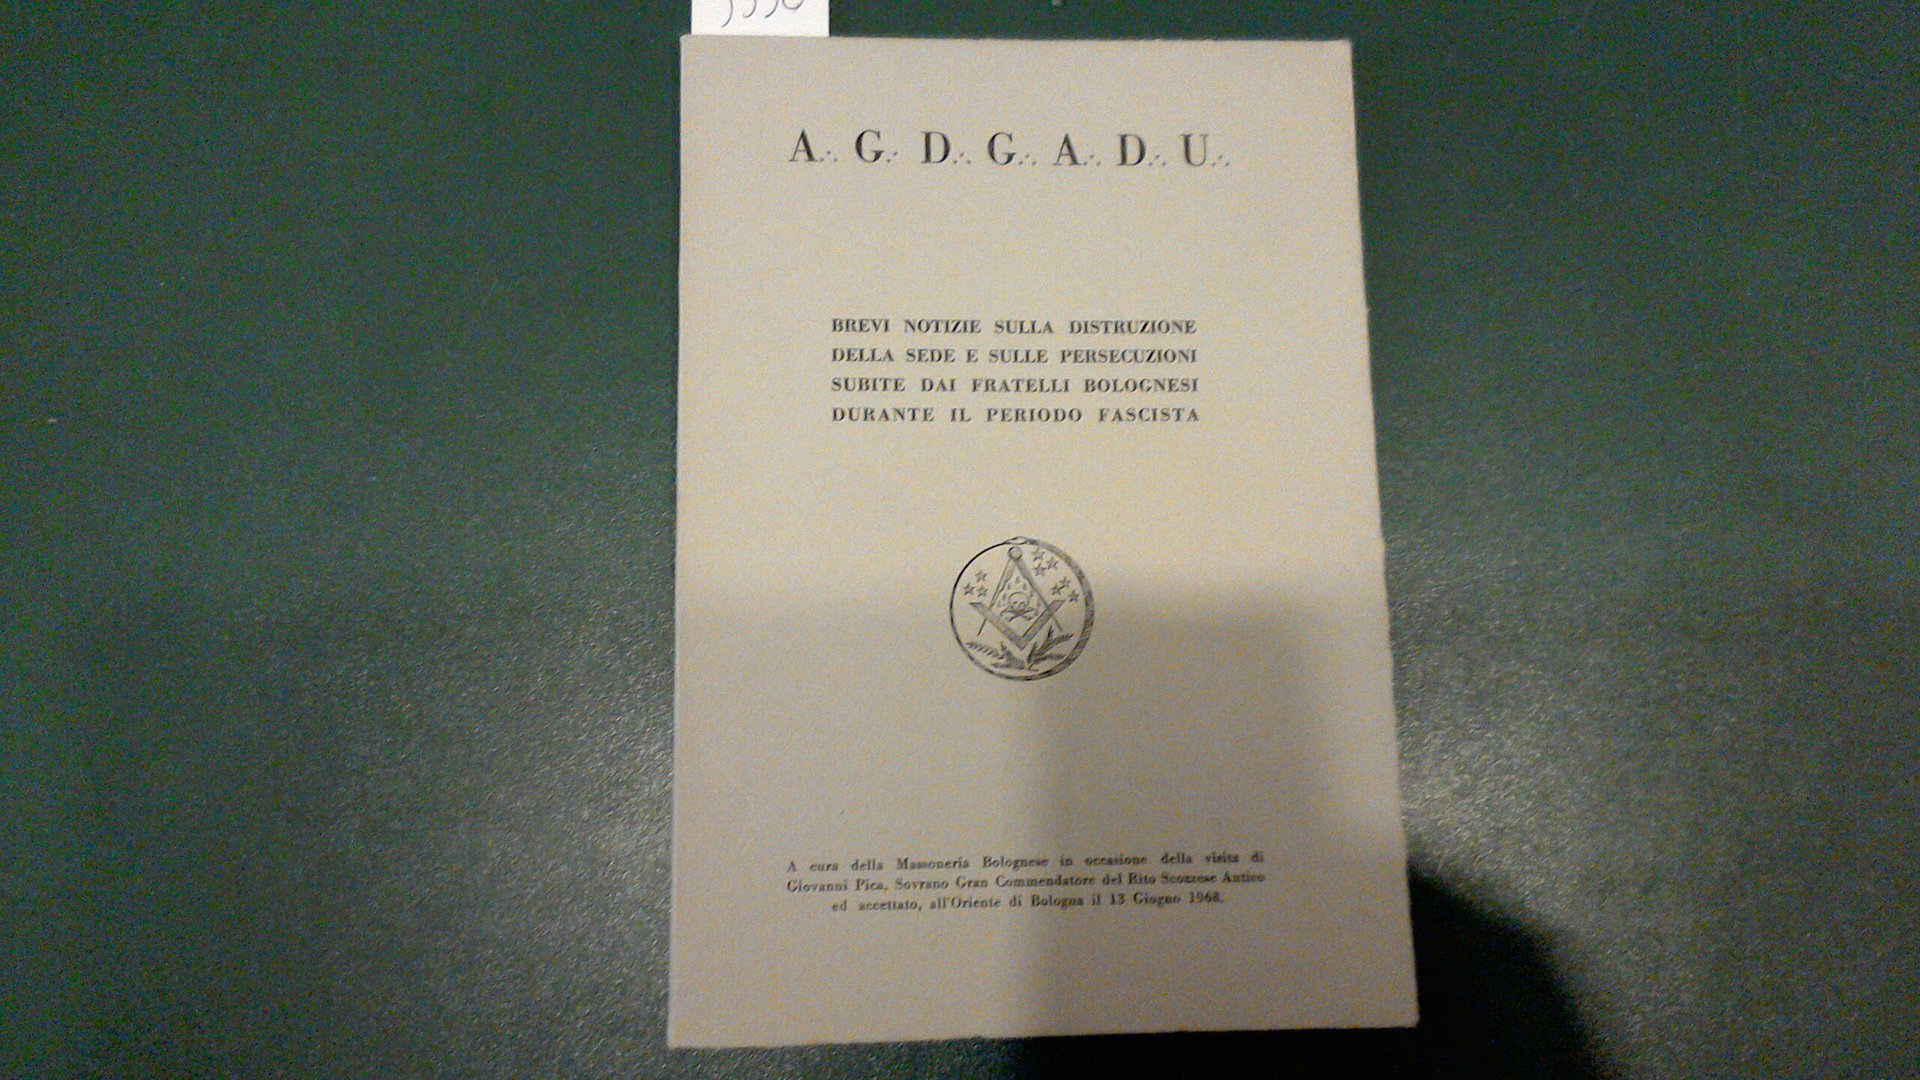 A∴ G∴ D∴ G∴ A∴ D∴ U∴
BREVI NOTIZIE SULLA DISTRUZIONE
DELLA SEDE E SULLE PERSECUZIONI
SUBITE DAI FRATELLI BOLOGNESI
DURANTE IL PERIODO FASCISTA
A cura della Massoneria Bolognese in occasione della visita di
Giovanni Pica, Sovrano Gran Commendatore del Rito Scozzese Antico
ed accettato, all'Oriente di Bologna il 13 Giugno 1968.